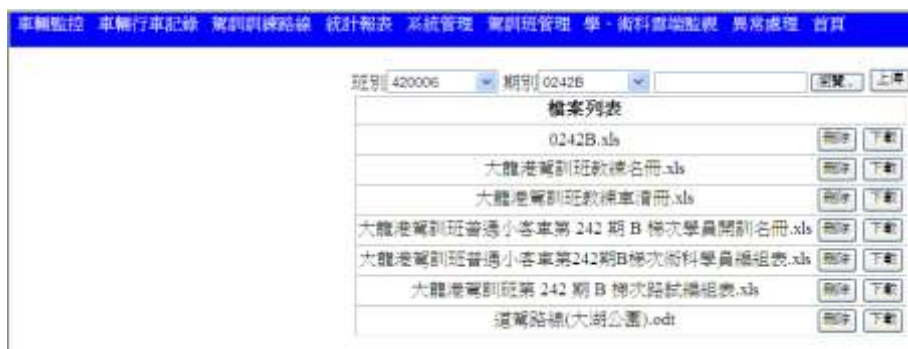 車輛監控 車輛行車記錄 駕訓訓練路線 統計報表 系統管理 駕訓班管理 學、術科雲端監視 異常處理 首頁
班別 420006 期別 0242B 瀏覽... 上傳
檔案列表
0242B.xls 刪除 下載
大龍港駕訓班教練名冊.xls 刪除 下載
大龍港駕訓班教練車清冊.xls 刪除 下載
大龍港駕訓班普通小客車第 242 期 B 梯次學員開訓名冊.xls 刪除 下載
大龍港駕訓班普通小客車第242期B梯次術科學員編組表.xls 刪除 下載
大龍港駕訓班第 242 期 B 梯次路試編組表.xls 刪除 下載
道駕路線(大湖公園).odt 刪除 下載